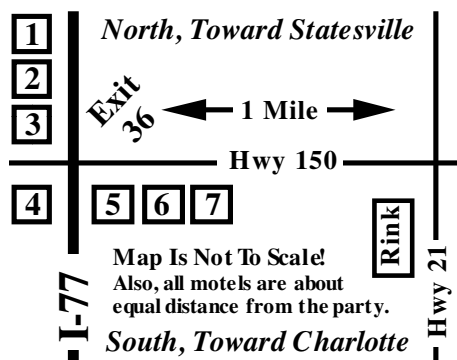 1
North, Toward Statesville
2
Exit
36
1 Mile
3
Hwy 150
4
5
6
7
Rink
Map Is Not To Scale!
Also, all motels are about
equal distance from the party.
I-77
Hwy 21
South, Toward Charlotte